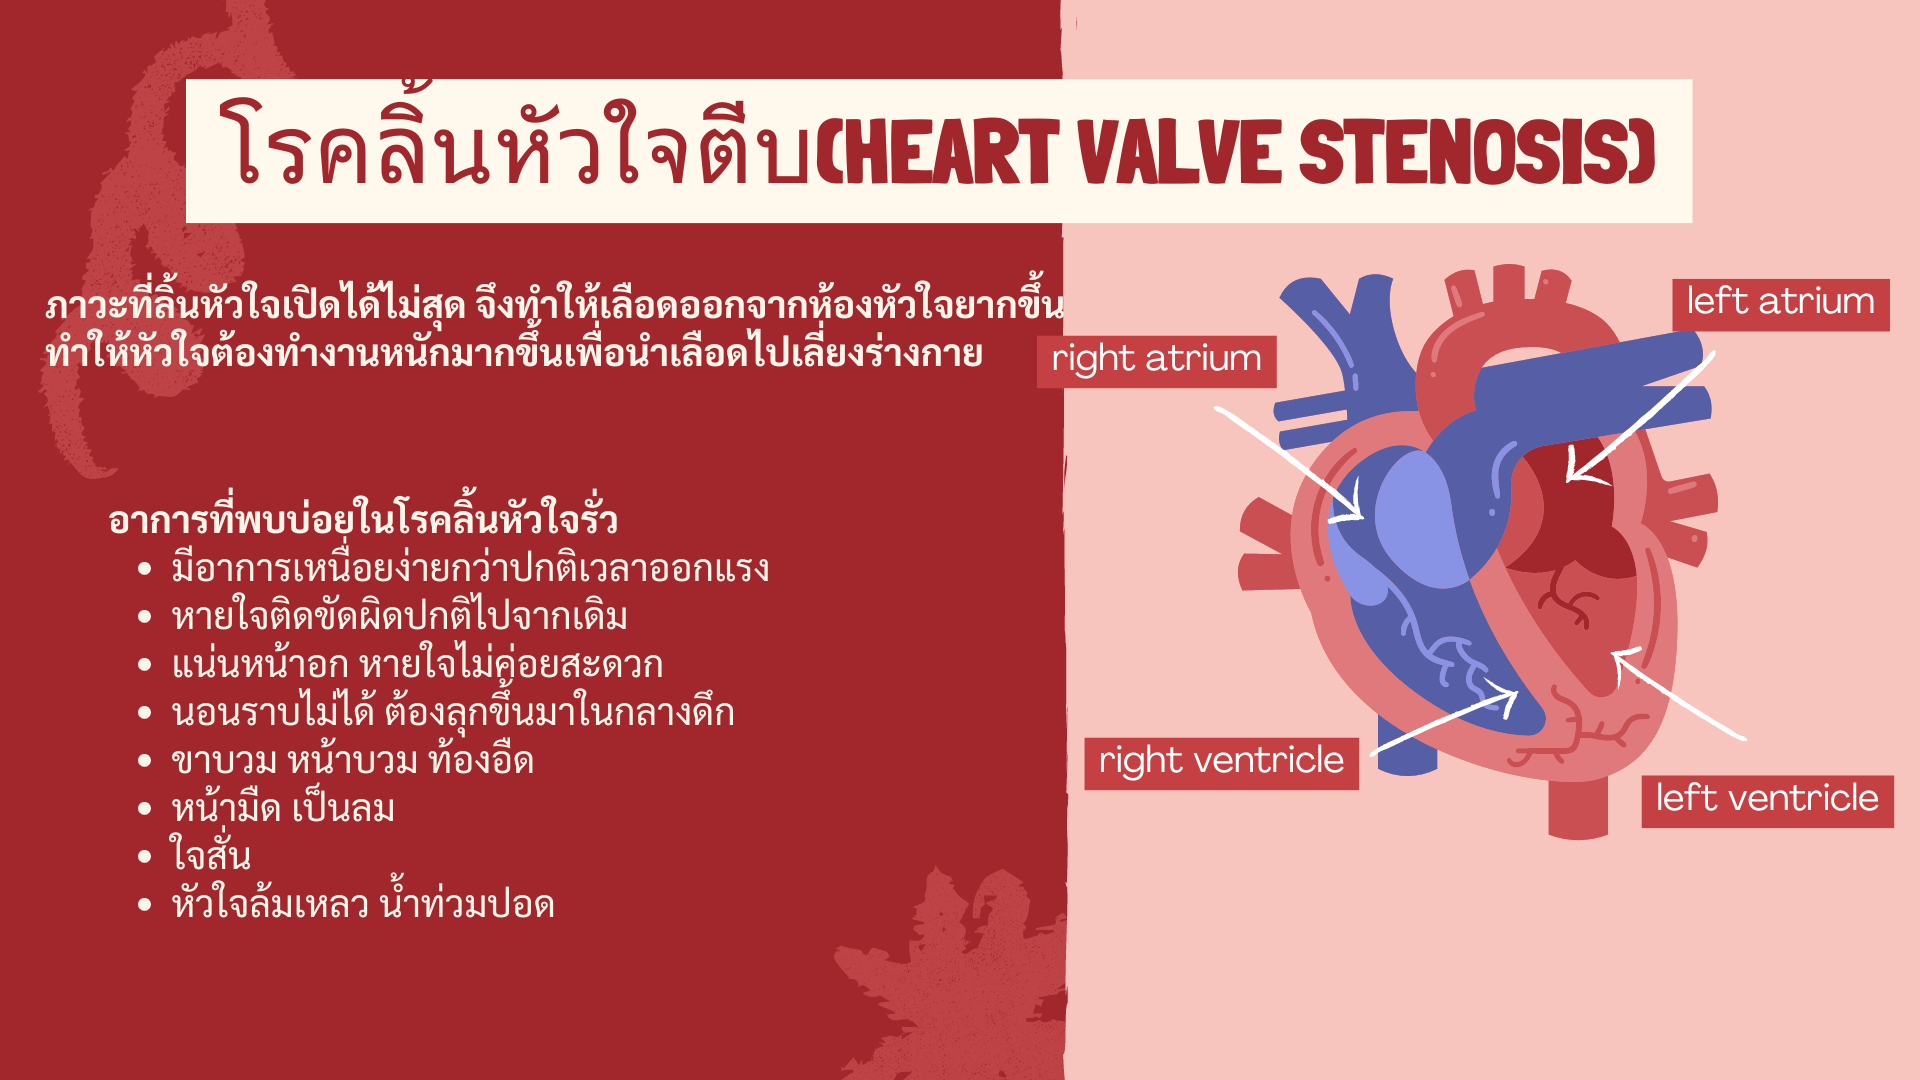 โรคลิ้นหัวใจตีบ(HEART VALVE STENOSIS)
ภาวะที่ลิ้นหัวใจเปิดได้ไม่สุด จึงทำให้เลือดออกจากห้องหัวใจยากขึ้น
ทำให้หัวใจต้องทำงานหนักมากขึ้นเพื่อนำเลือดไปเลี่ยงร่างกาย
อาการที่พบบ่อยในโรคลิ้นหัวใจรั่ว
• มีอาการเหนื่อยง่ายกว่าปกติเวลาออกแรง
• หายใจติดขัดผิดปกติไปจากเดิม
• แน่นหน้าอก หายใจไม่ค่อยสะดวก
• นอนราบไม่ได้ ต้องลุกขึ้นมาในกลางดึก
• ขาบวม หน้าบวม ท้องอืด
• หน้ามืด เป็นลม
• ใจสั่น
• หัวใจล้มเหลว น้ำท่วมปอด
left atrium
right atrium
right ventricle
left ventricle